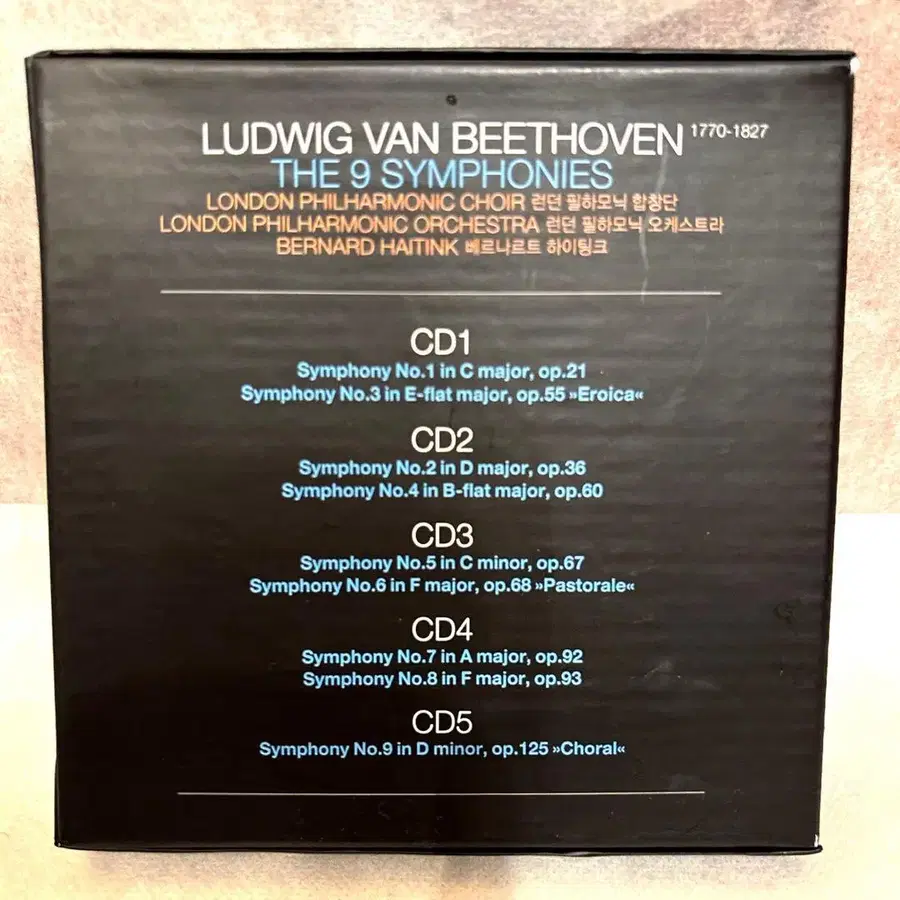 LUDWIG VAN BEETHOVEN 1770-1827
THE 9 SYMPHONIES
LONDON PHILHARMONIC CHOIR 런던 필하모닉 합창단
LONDON PHILHARMONIC ORCHESTRA 런던 필하모닉 오케스트라
BERNARD HAITINK 베르나르트 하이팅크
CD1
Symphony No.1 in C major, op.21
Symphony No.3 in E-flat major, op.55 »Eroica«
CD2
Symphony No.2 in D major, op.36
Symphony No.4 in B-flat major, op.60
CD3
Symphony No.5 in C minor, op.67
Symphony No.6 in F major, op.68 »Pastorale«
CD4
Symphony No.7 in A major, op.92
Symphony No.8 in F major, op.93
CD5
Symphony No.9 in D minor, op.125 »Choral«